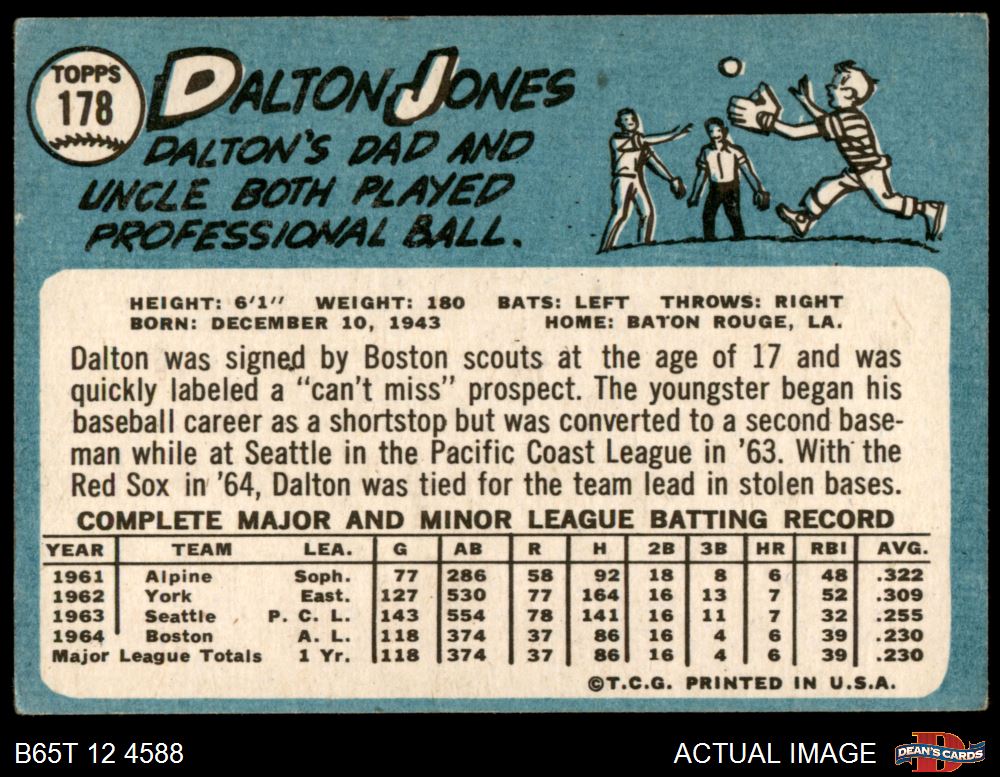 TOPPS
178
DALTON JONES
DALTON'S DAD AND
UNCLE BOTH PLAYED
PROFESSIONAL BALL.
HEIGHT: 6'1" WEIGHT: 180 BATS: LEFT THROWS: RIGHT
BORN: DECEMBER 10, 1943 HOME: BATON ROUGE, LA.
Dalton was signed by Boston scouts at the age of 17 and was
quickly labeled a "can't miss" prospect. The youngster began his
baseball career as a shortstop but was converted to a second base-
man while at Seattle in the Pacific Coast League in '63. With the
Red Sox in '64, Dalton was tied for the team lead in stolen bases.
COMPLETE MAJOR AND MINOR LEAGUE BATTING RECORD
YEAR TEAM LEA. G AB R H 2B 3B HR RBI AVG.
1961 Alpine Soph. 77 286 58 92 18 8 6 48 .322
1962 York East. 127 530 77 164 16 13 7 52 .309
1963 Seattle P. C. L. 143 554 78 141 16 11 7 32 .255
1964 Boston A. L. 118 374 37 86 16 4 6 39 .230
Major League Totals 1 Yr. 118 374 37 86 16 4 6 39 .230
©T.C.G. PRINTED IN U.S.A.
B65T 12 4588 ACTUAL IMAGE DEAN'S CARDS